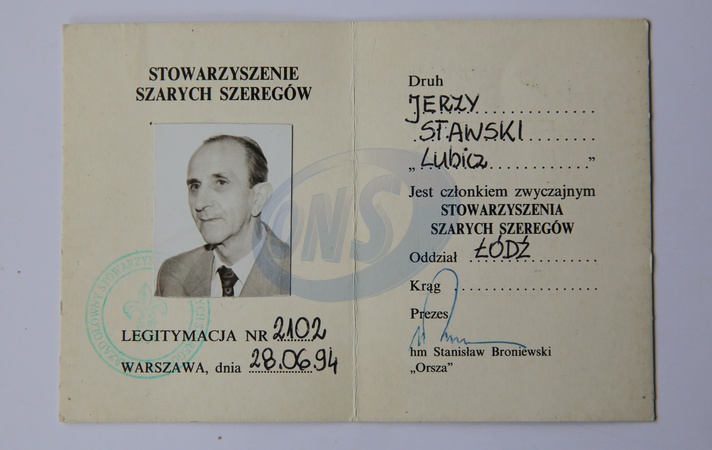 STOWARZYSZENIE
SZARYCH SZEREGÓW
LEGITYMACJA NR 2102
WARSZAWA, dnia 28.06.94
Druh
JERZY
STAWSKI
„Lubicz”
Jest członkiem zwyczajnym
STOWARZYSZENIA
SZARYCH SZEREGÓW
Oddział ŁÓDŹ
Krąg
Prezes
hm Stanisław Broniewski
„Orsza”
ONS